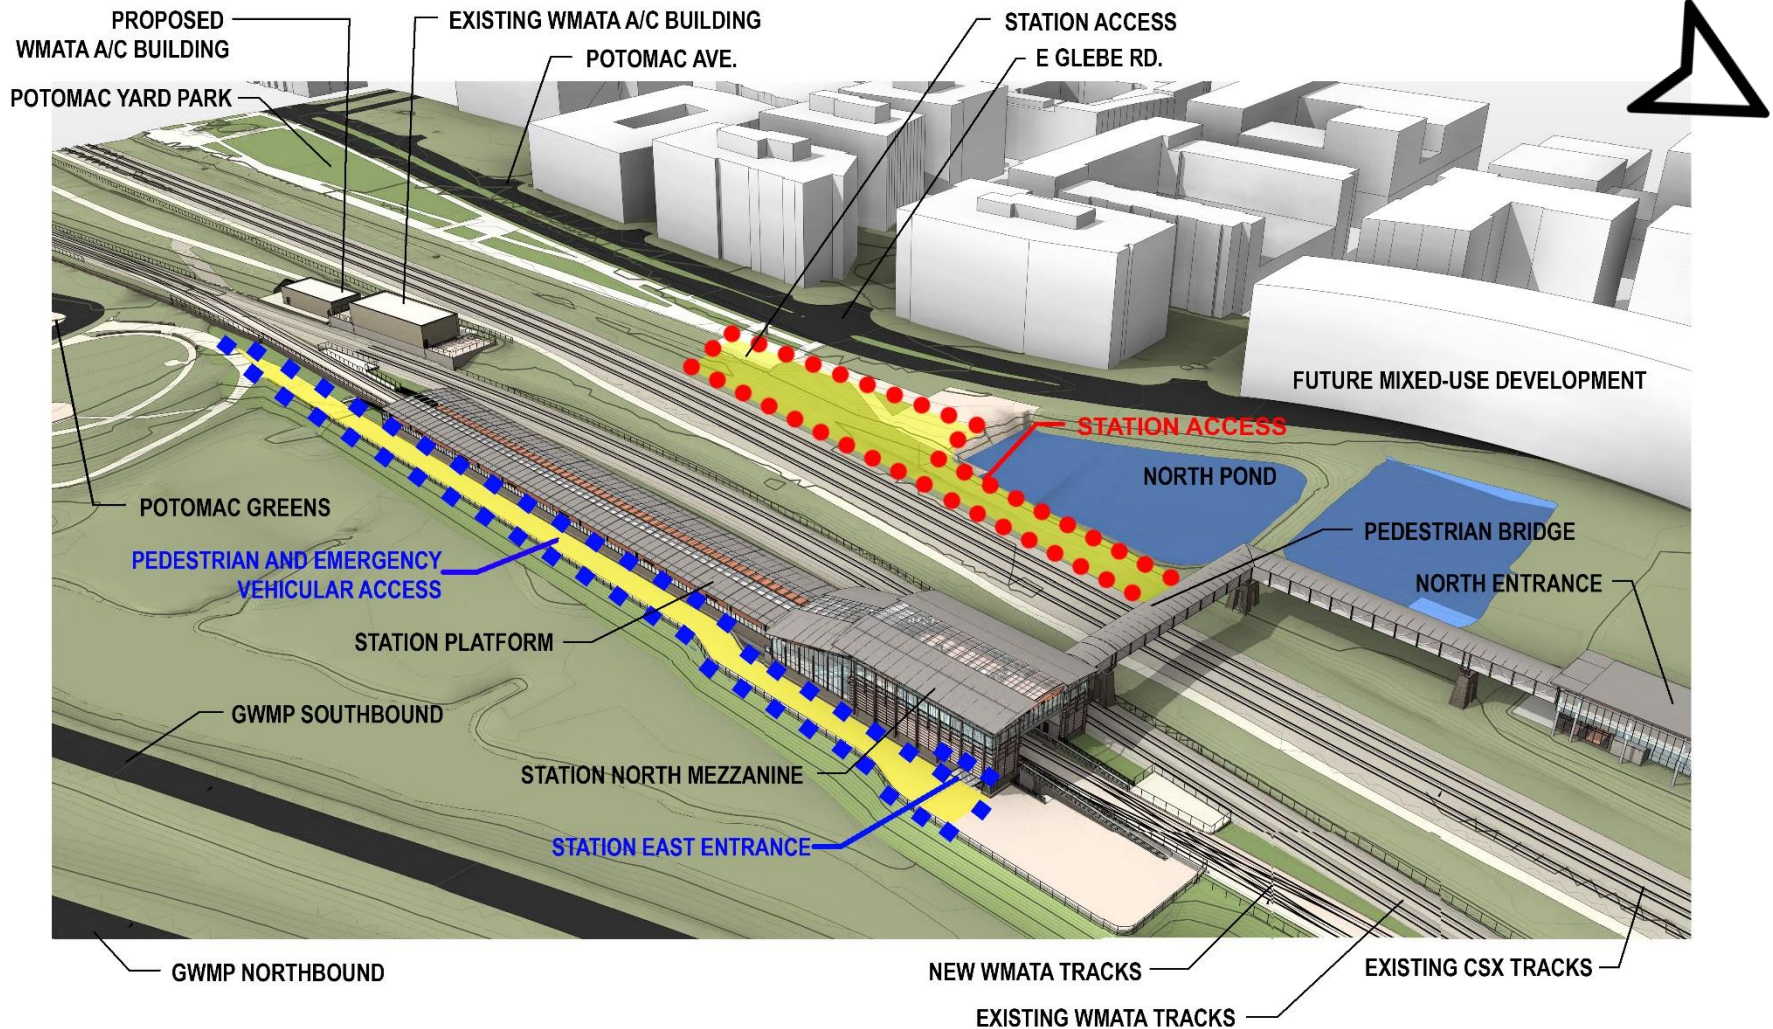 PROPOSED
WMATA A/C BUILDING
EXISTING WMATA A/C BUILDING
STATION ACCESS
POTOMAC AVE.
E GLEBE RD.
POTOMAC YARD PARK
FUTURE MIXED-USE DEVELOPMENT
STATION ACCESS
NORTH POND
POTOMAC GREENS
PEDESTRIAN BRIDGE
PEDESTRIAN AND EMERGENCY
VEHICULAR ACCESS
NORTH ENTRANCE
STATION PLATFORM
GWMP SOUTHBOUND
STATION NORTH MEZZANINE
STATION EAST ENTRANCE
GWMP NORTHBOUND
NEW WMATA TRACKS
EXISTING CSX TRACKS
EXISTING WMATA TRACKS